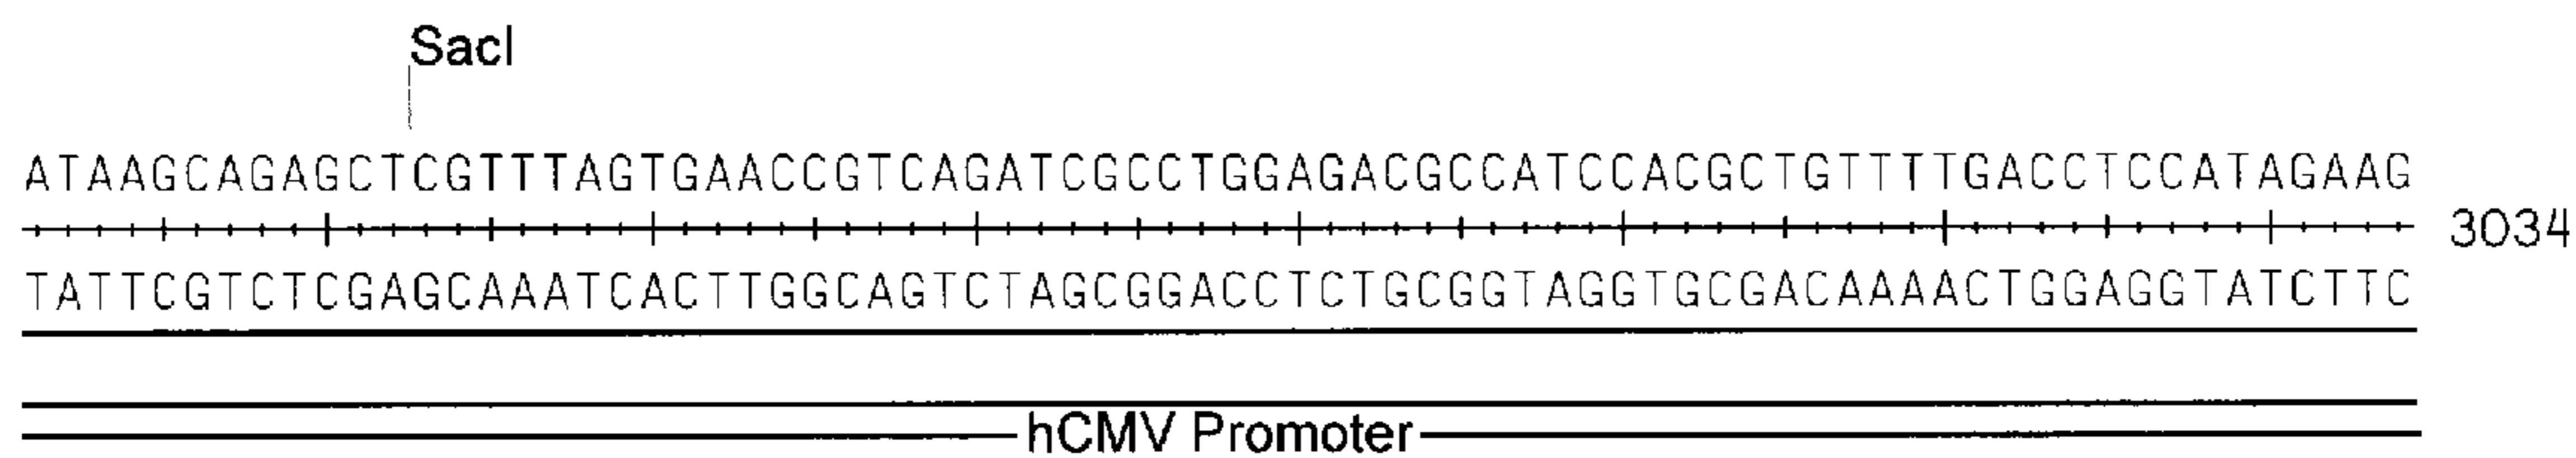 SacI
ATAAGCAGAGCTCGTTTAGTGAACCGTCAGATCGCCTGGAGACGCCATCCACGCTGTTTTGACCTCCATAGAAG
3034
TATTCGTCTCGAGCAAATCACTTGGCAGTCTAGCGGACCTCTGCGGTAGGTGCGACAAAACTGGAGGTATCTTC
hCMV Promoter